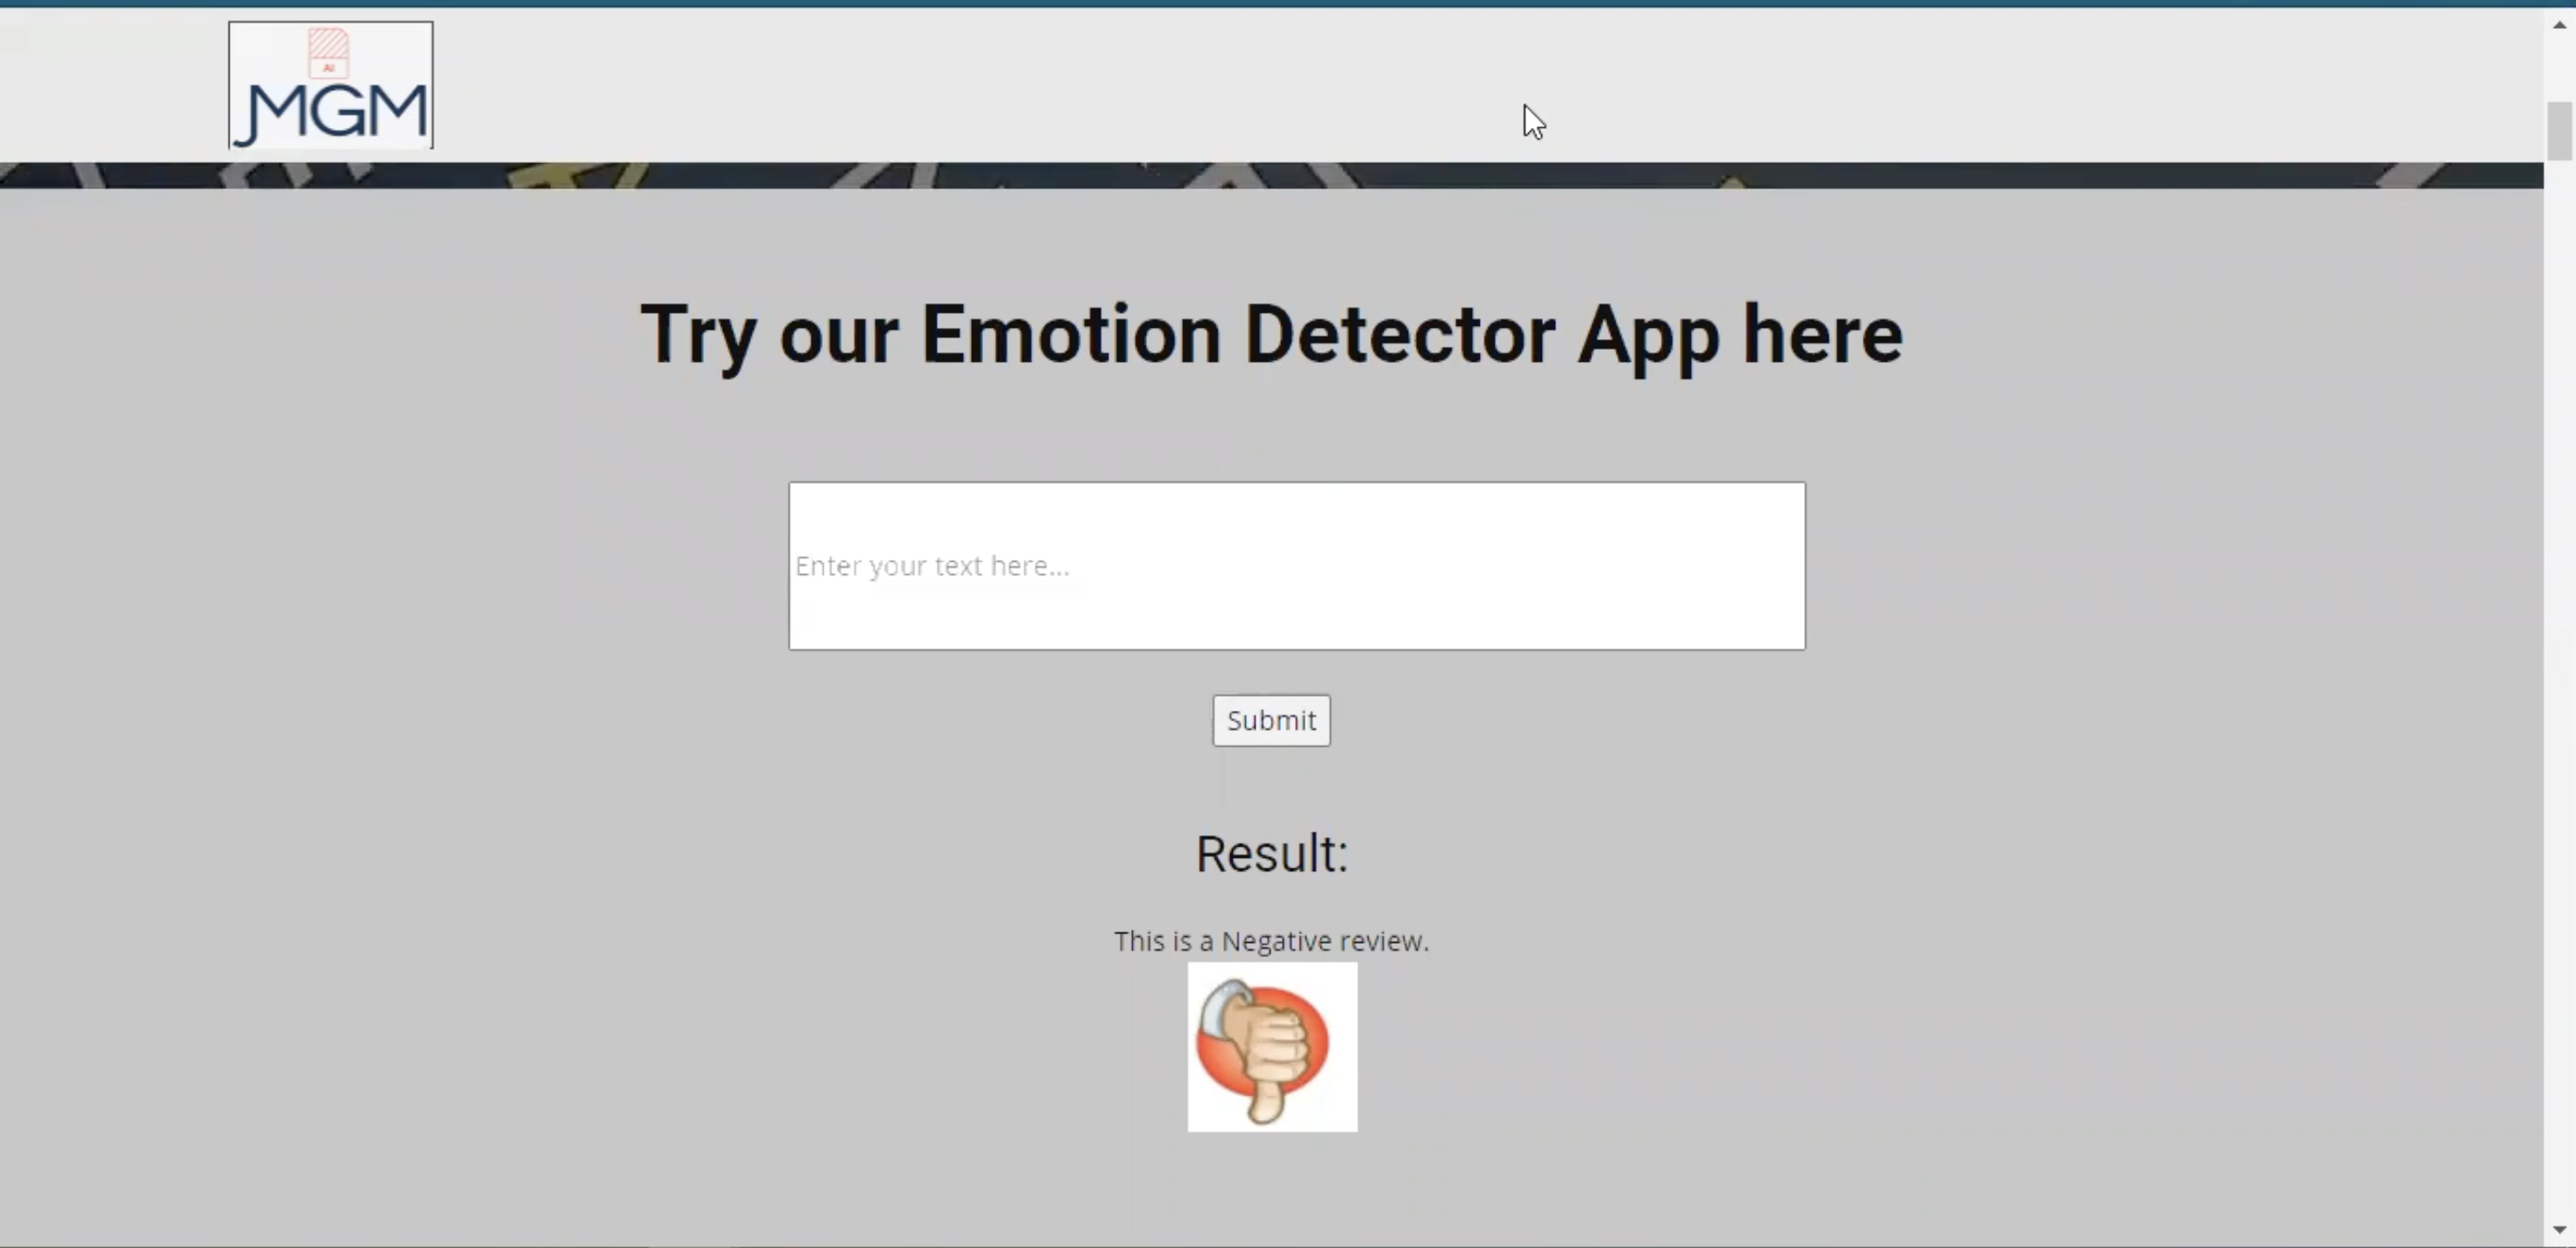 AI
JMGM
Try our Emotion Detector App here
Enter your text here...
Submit
Result:
This is a Negative review.